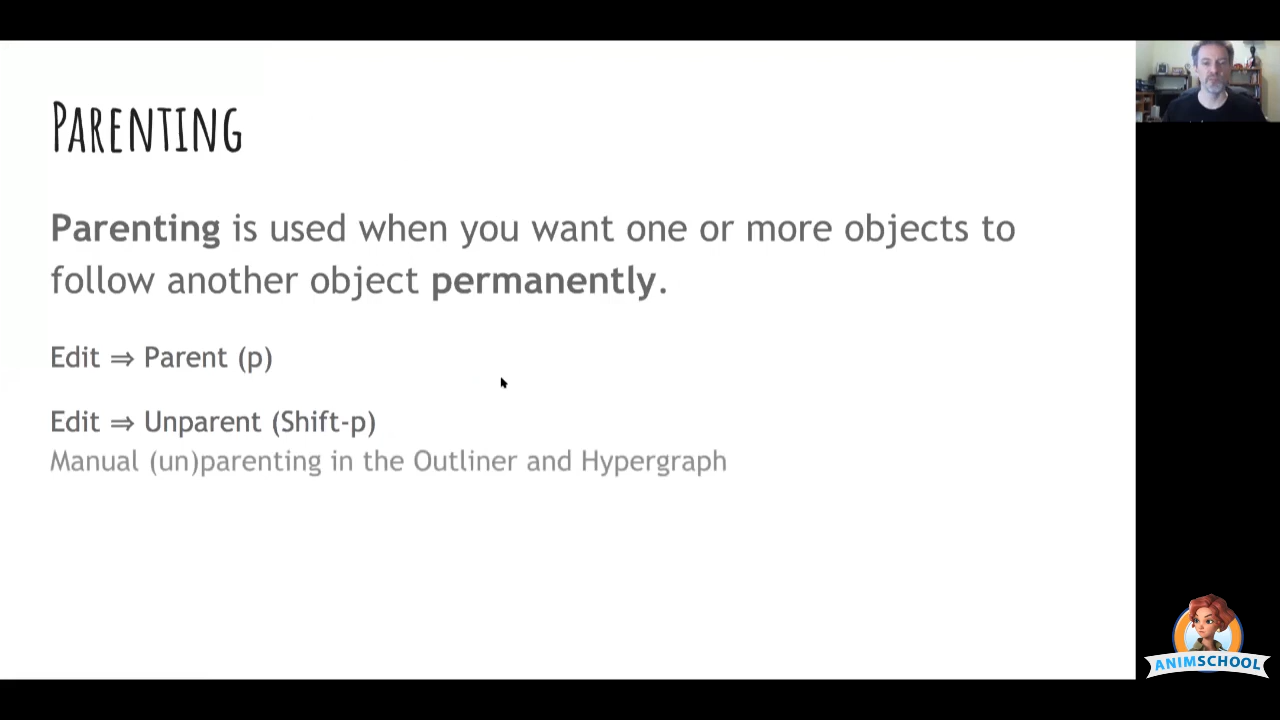 PARENTING
Parenting is used when you want one or more objects to
follow another object permanently.
Edit ⇒ Parent (p)
Edit ⇒ Unparent (Shift-p)
Manual (un)parenting in the Outliner and Hypergraph
ANIMSCHOOL